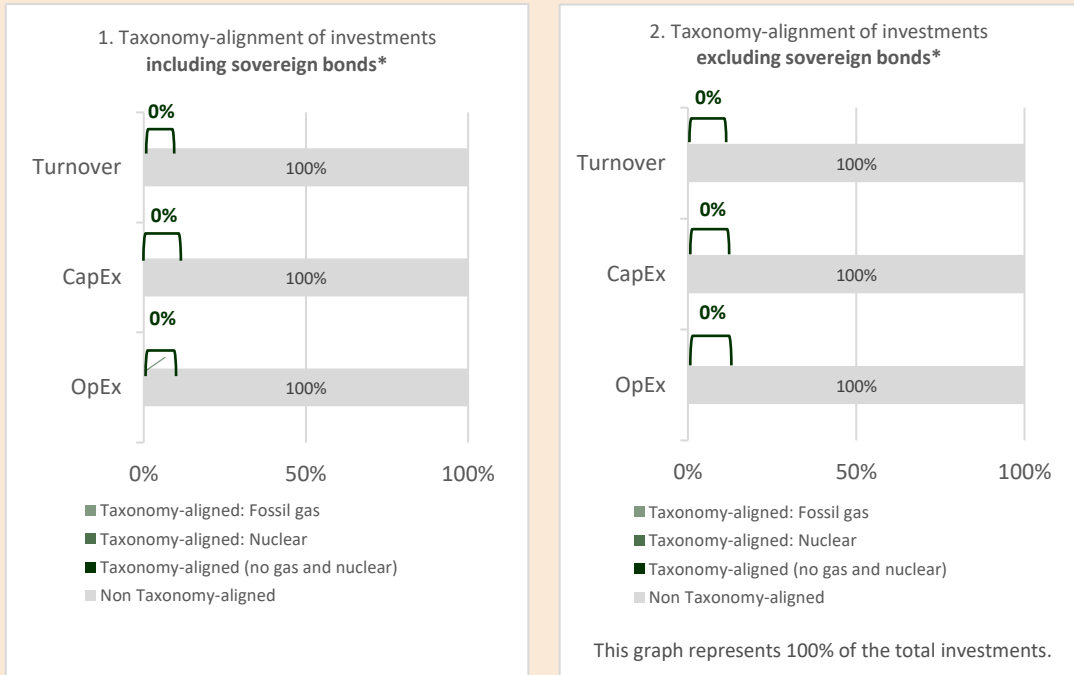 1. Taxonomy-alignment of investments
including sovereign bonds*
0%
Turnover
100%
0%
CapEx
100%
0%
OpEx
100%
0%
50%
100%
Taxonomy-aligned: Fossil gas
Taxonomy-aligned: Nuclear
Taxonomy-aligned (no gas and nuclear)
Non Taxonomy-aligned
2. Taxonomy-alignment of investments
excluding sovereign bonds*
0%
Turnover
100%
0%
CapEx
100%
0%
OpEx
100%
0%
50%
100%
Taxonomy-aligned: Fossil gas
Taxonomy-aligned: Nuclear
Taxonomy-aligned (no gas and nuclear)
Non Taxonomy-aligned
This graph represents 100% of the total investments.